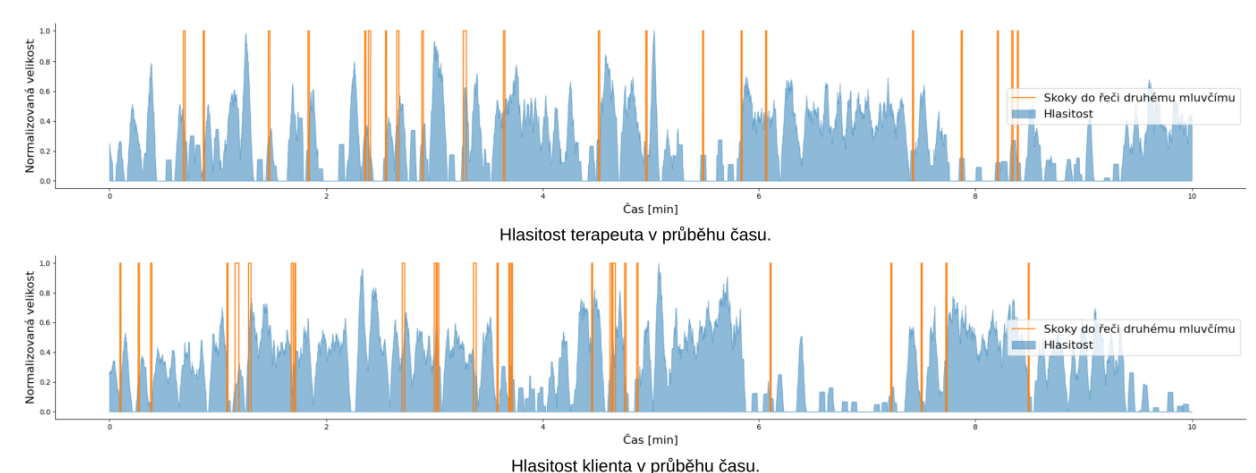 Normalizovaná velikost
1.0
0.8
0.6
0.4
0.2
0.0
Skoky do řeči druhému mluvčímu
Hlasitost
0 2 4 6 8 10
Čas [min]
Hlasitost terapeuta v průběhu času.
Normalizovaná velikost
1.0
0.8
0.6
0.4
0.2
0.0
Skoky do řeči druhému mluvčímu
Hlasitost
0 2 4 6 8 10
Čas [min]
Hlasitost klienta v průběhu času.